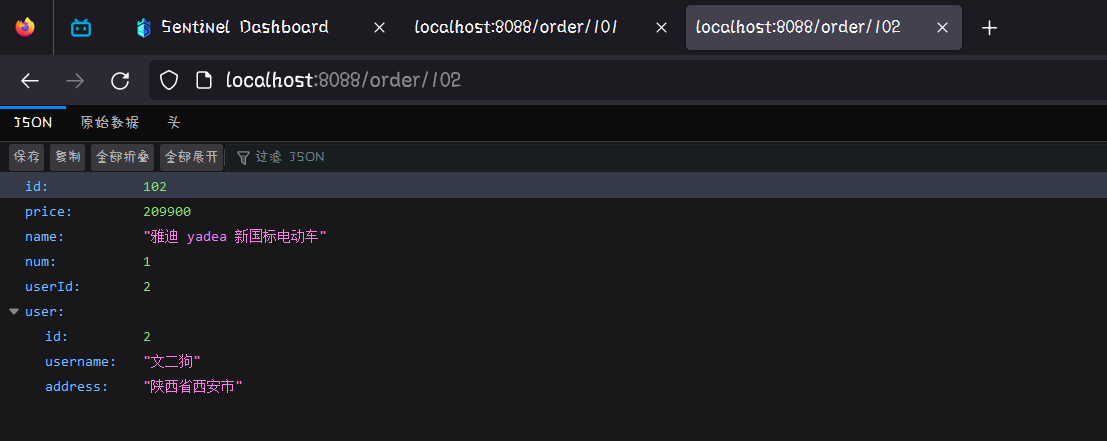 Sentinel Dashboard localhost:8088/order/101 localhost:8088/order/102
localhost:8088/order/102
JSON 原始数据 头
保存 复制 全部折叠 全部展开 过滤 JSON
id: 102
price: 209900
name: "雅迪 yadea 新国标电动车"
num: 1
userId: 2
user:
id: 2
username: "文二狗"
address: "陕西省西安市"